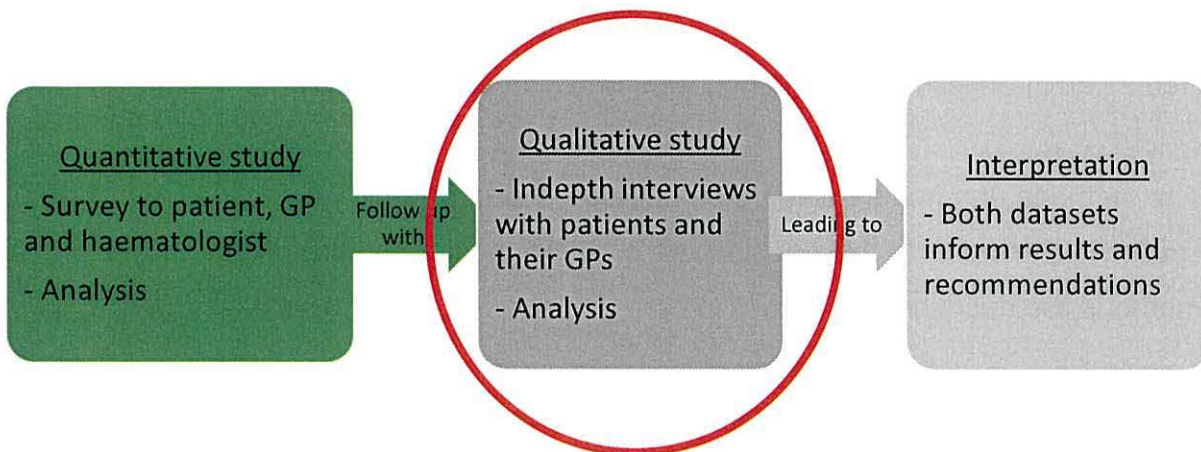 Quantitative study
- Survey to patient, GP
and haematologist
- Analysis
Follow up
with
Qualitative study
- Indepth interviews
with patients and
their GPs
- Analysis
Leading to
Interpretation
- Both datasets
inform results and
recommendations